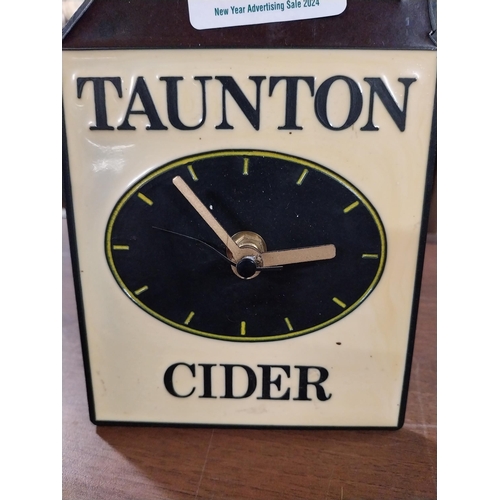 New Year Advertising Sale 2024
TAUNTON
CIDER